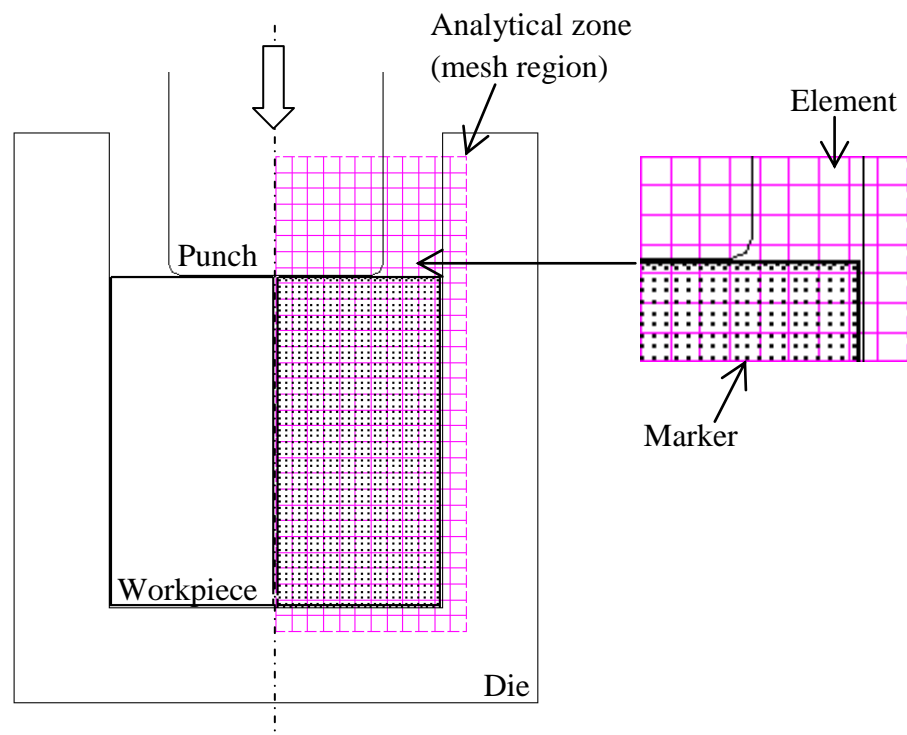 Analytical zone
(mesh region)
Element
Punch
Marker
Workpiece
Die